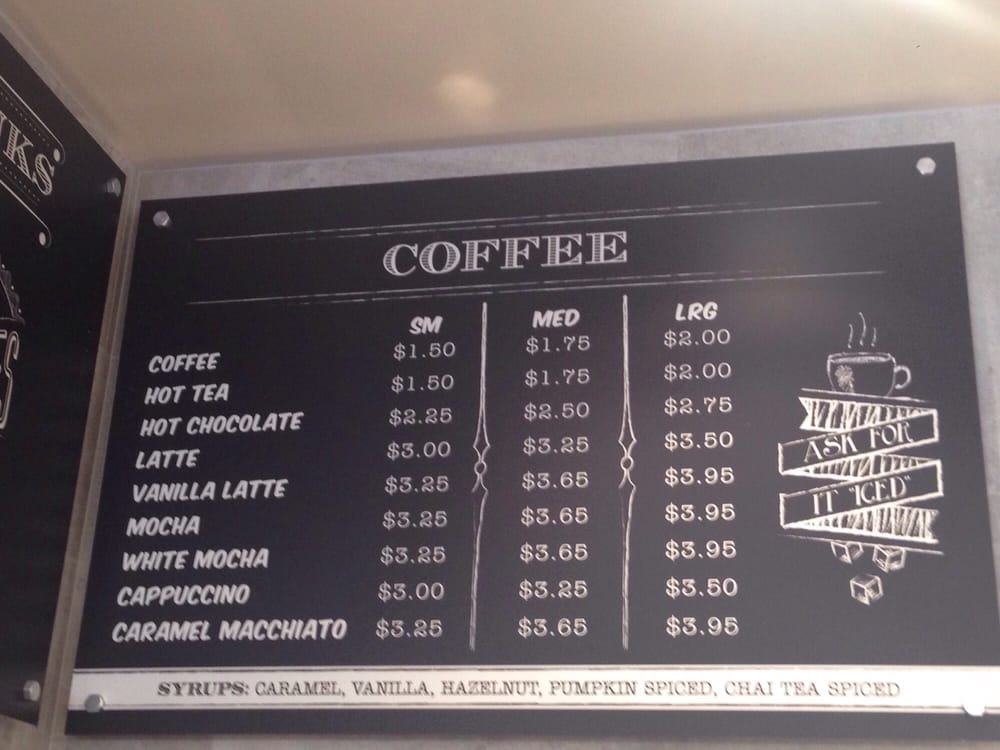 NKS
COFFEE
SM MED LRG
COFFEE $1.50 $1.75 $2.00
HOT TEA $1.50 $1.75 $2.00
HOT CHOCOLATE $2.25 $2.50 $2.75
LATTE $3.00 $3.25 $3.50
VANILLA LATTE $3.25 $3.65 $3.95
MOCHA $3.25 $3.65 $3.95
WHITE MOCHA $3.25 $3.65 $3.95
CAPPUCCINO $3.00 $3.25 $3.50
CARAMEL MACCHIATO $3.25 $3.65 $3.95
ASK FOR
IT "ICED"
SYRUPS: CARAMEL, VANILLA, HAZELNUT, PUMPKIN SPICED, CHAI TEA SPICED